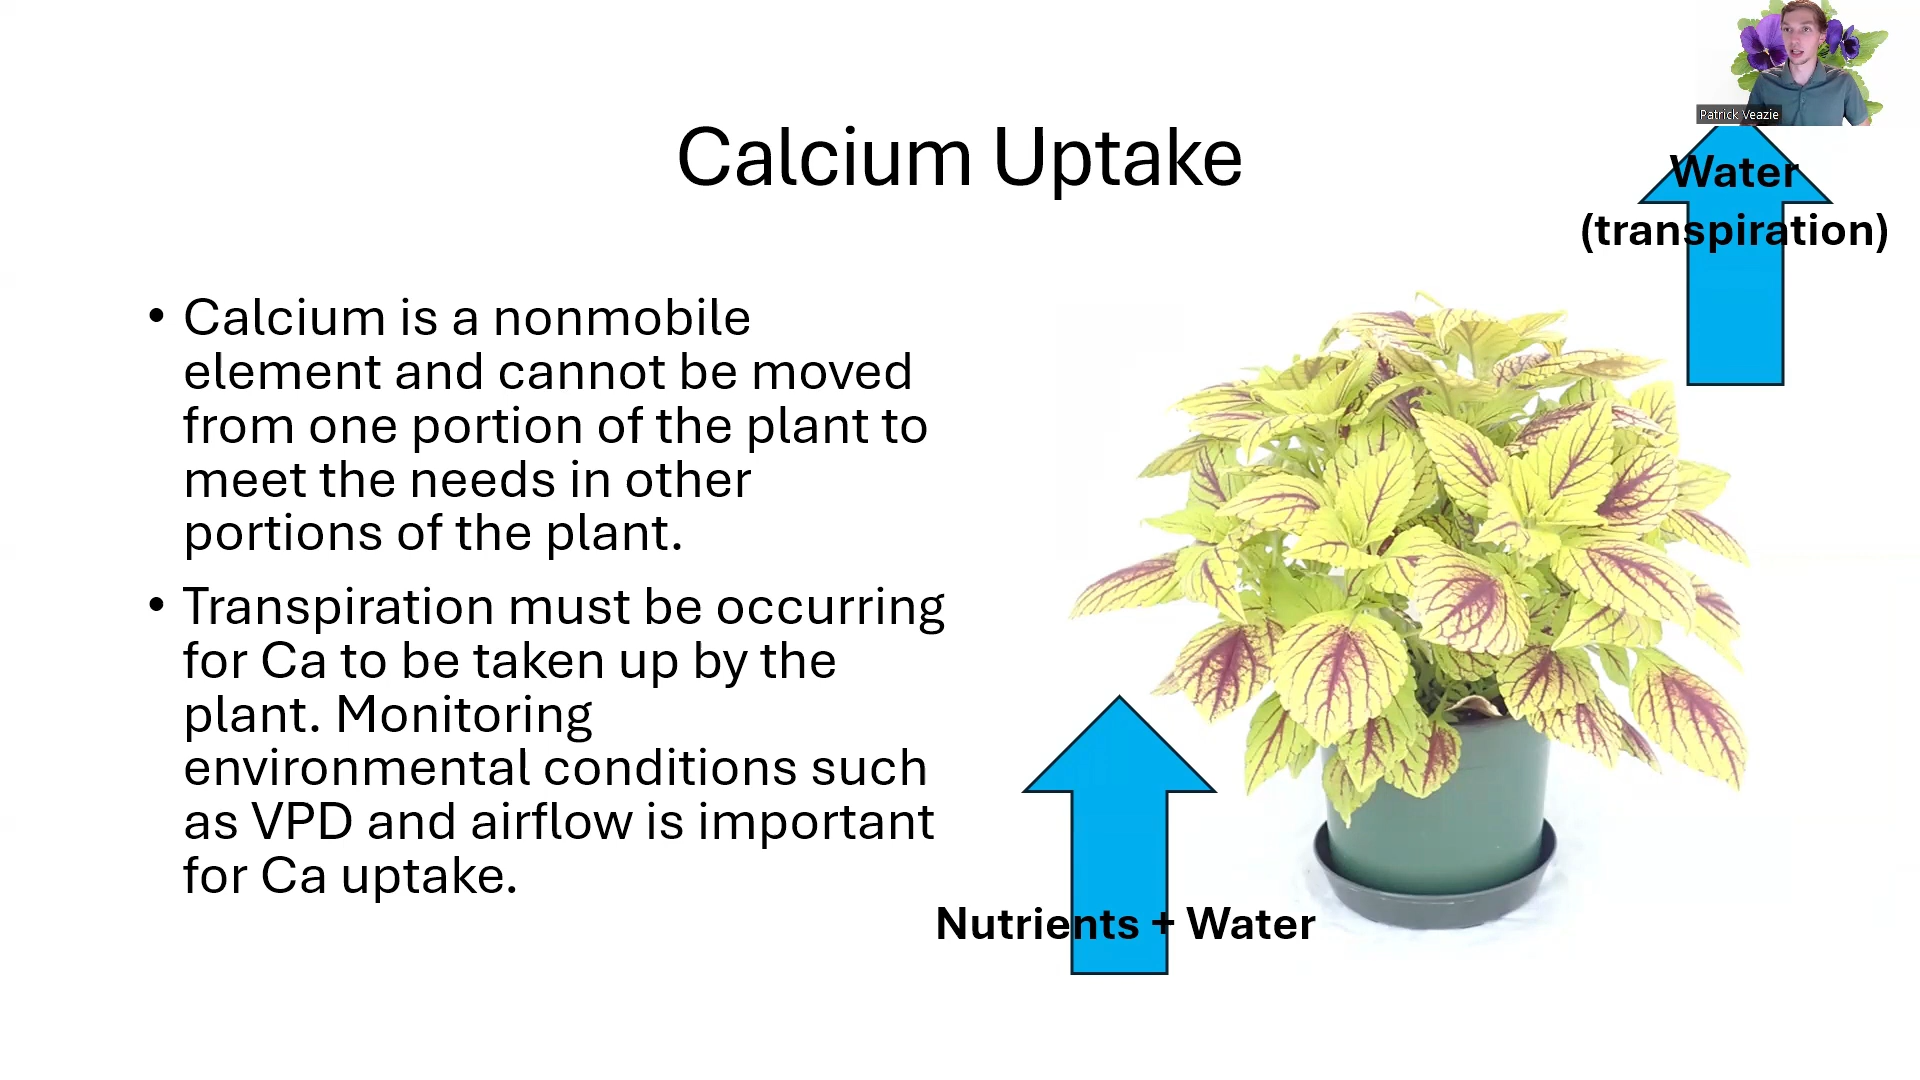 Patrick Veazie
Calcium Uptake
Water
(transpiration)
• Calcium is a nonmobile
element and cannot be moved
from one portion of the plant to
meet the needs in other
portions of the plant.
• Transpiration must be occurring
for Ca to be taken up by the
plant. Monitoring
environmental conditions such
as VPD and airflow is important
for Ca uptake.
Nutrients + Water